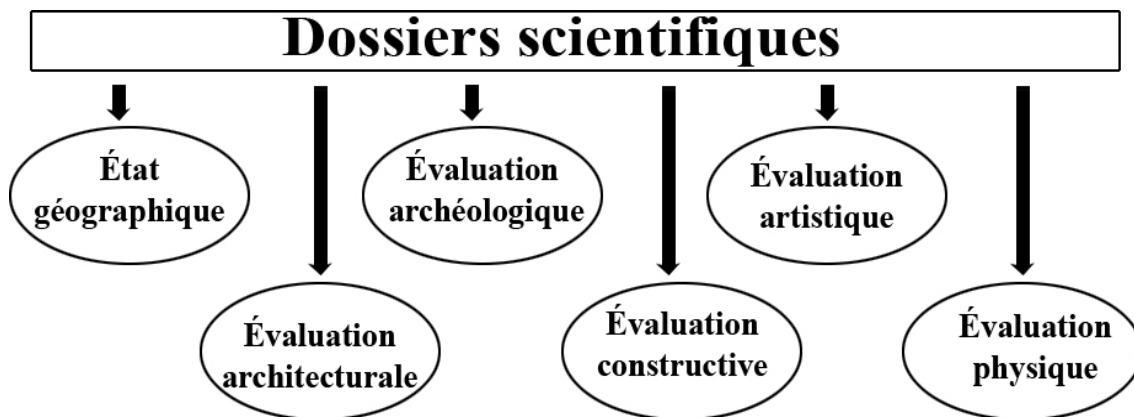 Dossiers scientifiques
État
géographique
Évaluation
archéologique
Évaluation
artistique
Évaluation
architecturale
Évaluation
constructive
Évaluation
physique